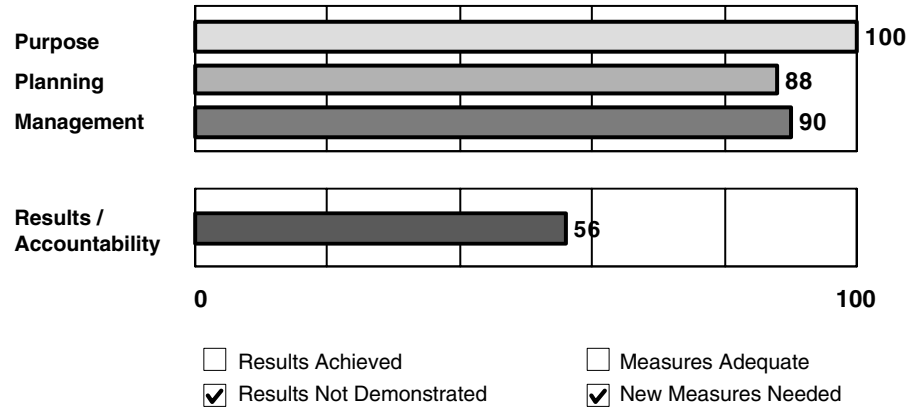 Purpose 100
Planning 88
Management 90
Results / 
Accountability 56
0 100
Results Achieved Measures Adequate
Results Not Demonstrated New Measures Needed